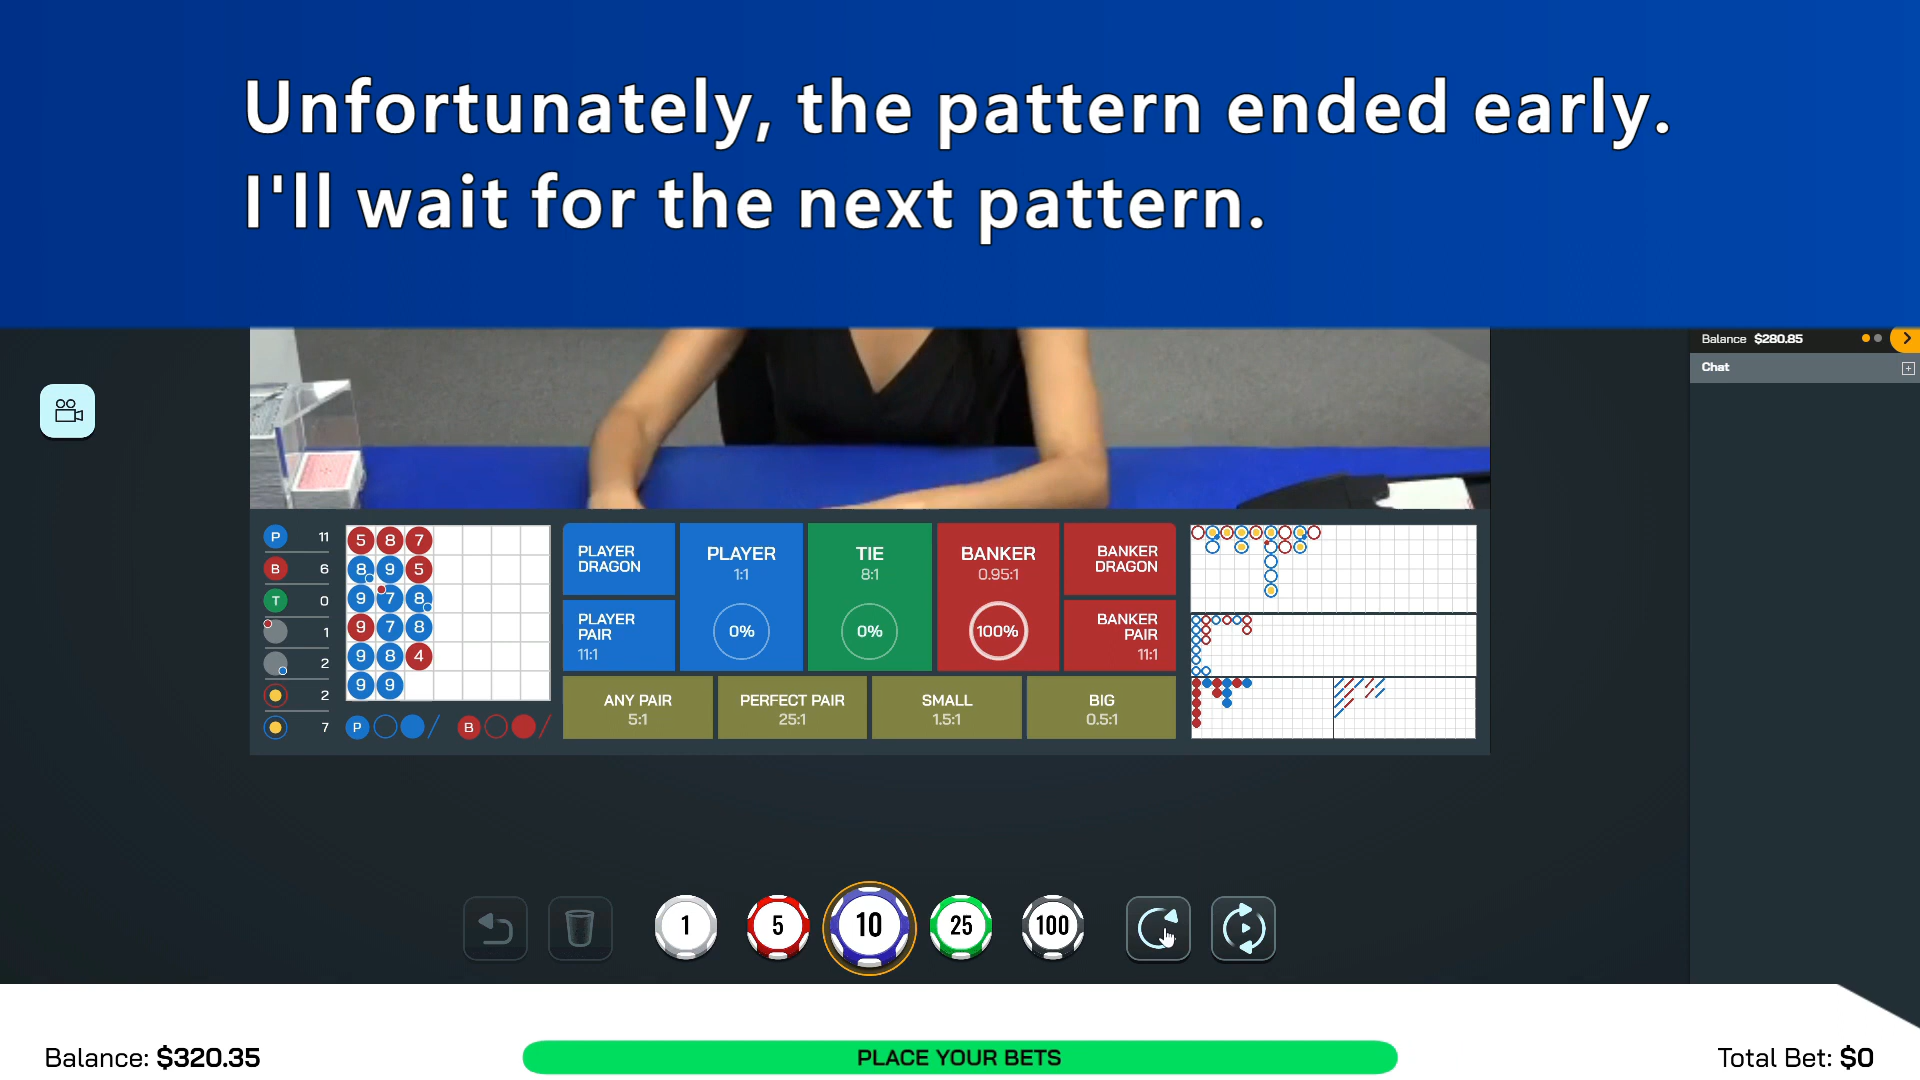 Unfortunately, the pattern ended early.
I'll wait for the next pattern.
Balance $280.85
Chat
P 11
B 6
T 0
1
2
2
7
5 8 7
8 9 5
9 7 8
9 7 8
9 8 4
9 9
P B
PLAYER DRAGON
PLAYER 1:1 0%
TIE 8:1 0%
BANKER 0.95:1 100%
BANKER DRAGON
PLAYER PAIR 11:1
BANKER PAIR 11:1
ANY PAIR 5:1
PERFECT PAIR 25:1
SMALL 1.5:1
BIG 0.5:1
1 5 10 25 100
Balance: $320.35
PLACE YOUR BETS
Total Bet: $0